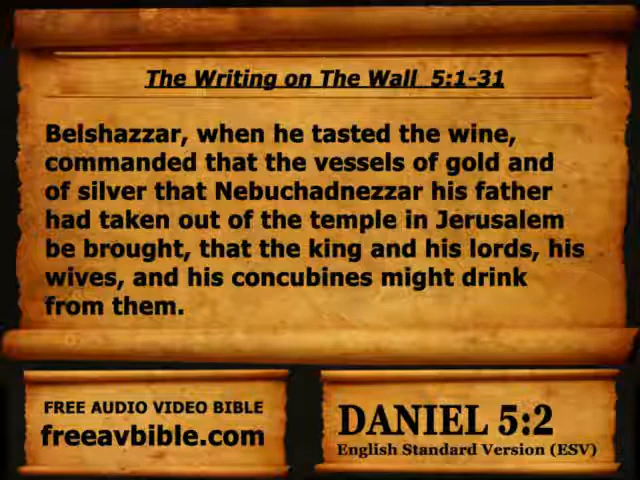 The Writing on The Wall 5:1-31
Belshazzar, when he tasted the wine,
commanded that the vessels of gold and
of silver that Nebuchadnezzar his father
had taken out of the temple in Jerusalem
be brought, that the king and his lords, his
wives, and his concubines might drink
from them.
FREE AUDIO VIDEO BIBLE
freeavbible.com
DANIEL 5:2
English Standard Version (ESV)